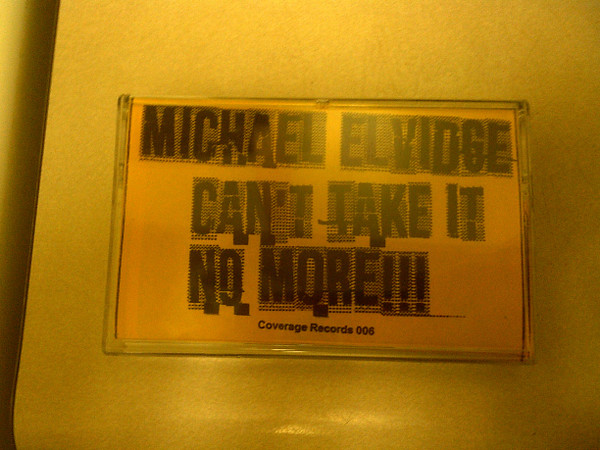 MICHAEL ELVIDGE
CAN'T TAKE IT
NO MORE!!!
Coverage Records 006